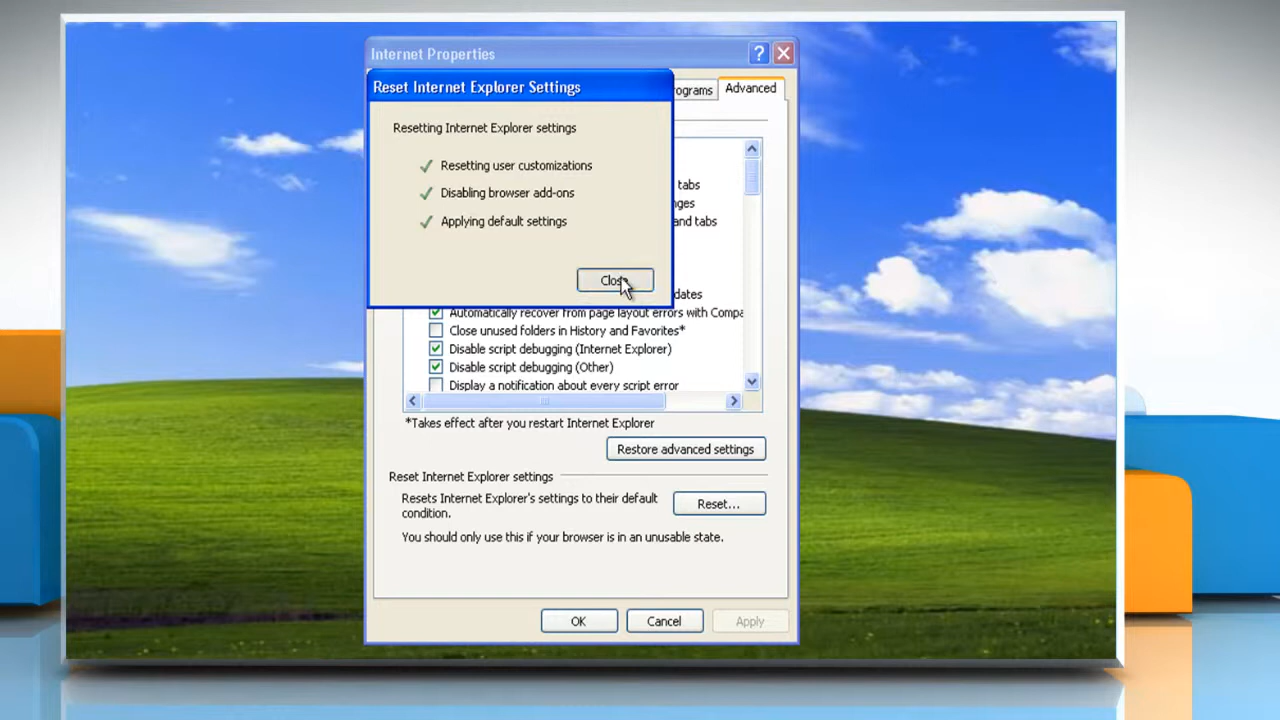 Internet Properties
Reset Internet Explorer Settings
Advanced
Resetting Internet Explorer settings
Resetting user customizations
Disabling browser add-ons
Applying default settings
tabs
and tabs
Automatically recover from page layout errors with Compa
Close unused folders in History and Favorites*
Disable script debugging (Internet Explorer)
Disable script debugging (Other)
Display a notification about every script error
*Takes effect after you restart Internet Explorer
Restore advanced settings
Reset Internet Explorer settings
Resets Internet Explorer's settings to their default
condition.
Reset...
You should only use this if your browser is in an unusable state.
OK
Cancel
Apply